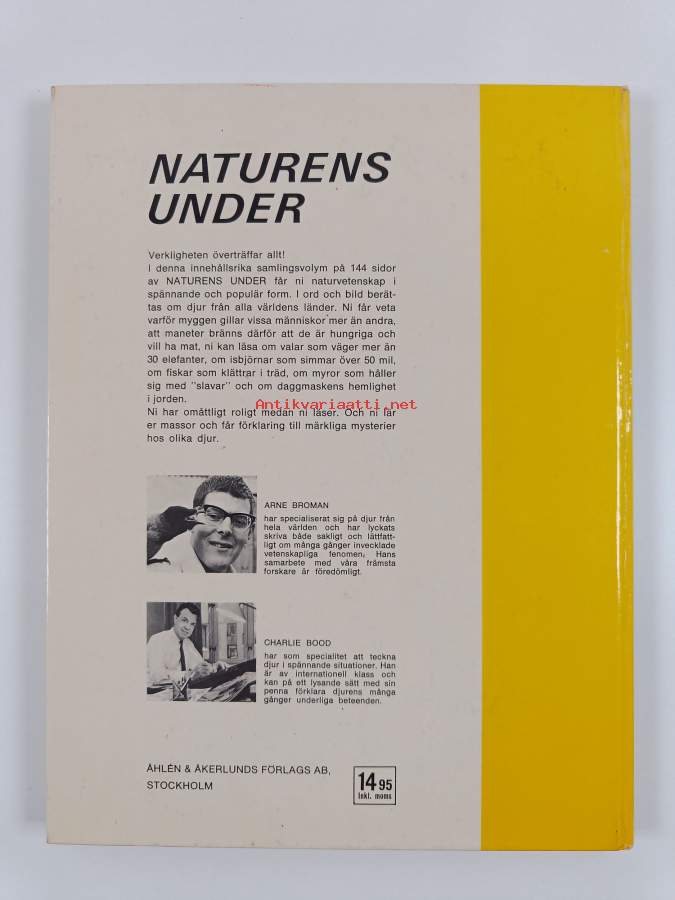 NATURENS
UNDER
Verkligheten överträffar allt!
I denna innehållsrika samlingsvolym på 144 sidor
av NATURENS UNDER får ni naturvetenskap i
spännande och populär form. I ord och bild berät-
tas om djur från alla världens länder. Ni får veta
varför myggen gillar vissa människor mer än andra,
att maneter bränns därför att de är hungriga och
vill ha mat, ni kan läsa om valar som väger mer än
30 elefanter, om isbjörnar som simmar över 50 mil,
om fiskar som klättrar i träd, om myror som håller
sig med "slavar" och om daggmaskens hemlighet
i jorden.
Antikvariaatti.net
Ni har omåttligt roligt medan ni läser. Och ni lär
er massor och får förklaring till märkliga mysterier
hos olika djur.
ARNE BROMAN
har specialiserat sig på djur från
hela världen och har lyckats
skriva både sakligt och lättfatt-
ligt om många gånger invecklade
vetenskapliga fenomen. Hans
samarbete med våra främsta
forskare är föredömligt.
CHARLIE BOOD
har som specialitet att teckna
djur i spännande situationer. Han
är av internationell klass och
kan på ett lysande sätt med sin
penna förklara djurens många
gånger underliga beteenden.
ÅHLÉN & ÅKERLUNDS FÖRLAGS AB,
STOCKHOLM
14 95
Inkl. moms